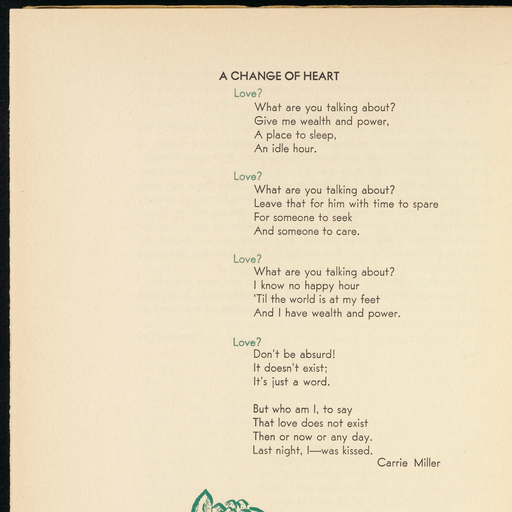 A CHANGE OF HEART
Love?
What are you talking about?
Give me wealth and power,
A place to sleep,
An idle hour.
Love?
What are you talking about?
Leave that for him with time to spare
For someone to seek
And someone to care.
Love?
What are you talking about?
I know no happy hour
'Til the world is at my feet
And I have wealth and power.
Love?
Don't be absurd!
It doesn't exist;
It's just a word.
But who am I, to say
That love does not exist
Then or now or any day.
Last night, I—was kissed.
Carrie Miller